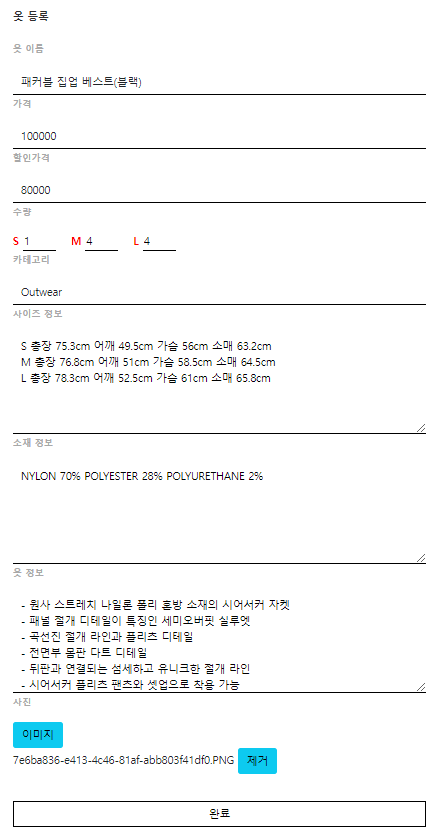 옷 등록
옷 이름
패커블 집업 베스트(블랙)
가격
100000
할인가격
80000
수량
S 1 M 4 L 4
카테고리
Outwear
사이즈 정보
S 총장 75.3cm 어깨 49.5cm 가슴 56cm 소매 63.2cm
M 총장 76.8cm 어깨 51cm 가슴 58.5cm 소매 64.5cm
L 총장 78.3cm 어깨 52.5cm 가슴 61cm 소매 65.8cm
소재 정보
NYLON 70% POLYESTER 28% POLYURETHANE 2%
옷 정보
- 원사 스트레치 나일론 폴리 혼방 소재의 시어서커 자켓
- 패널 절개 디테일이 특징인 세미오버핏 실루엣
- 곡선진 절개 라인과 플리츠 디테일
- 전면부 몸판 다트 디테일
- 뒤판과 연결되는 섬세하고 유니크한 절개 라인
- 시어서커 플리츠 팬츠와 셋업으로 착용 가능
사진
이미지
7e6ba836-e413-4c46-81af-abb803f41df0.PNG 제거
완료